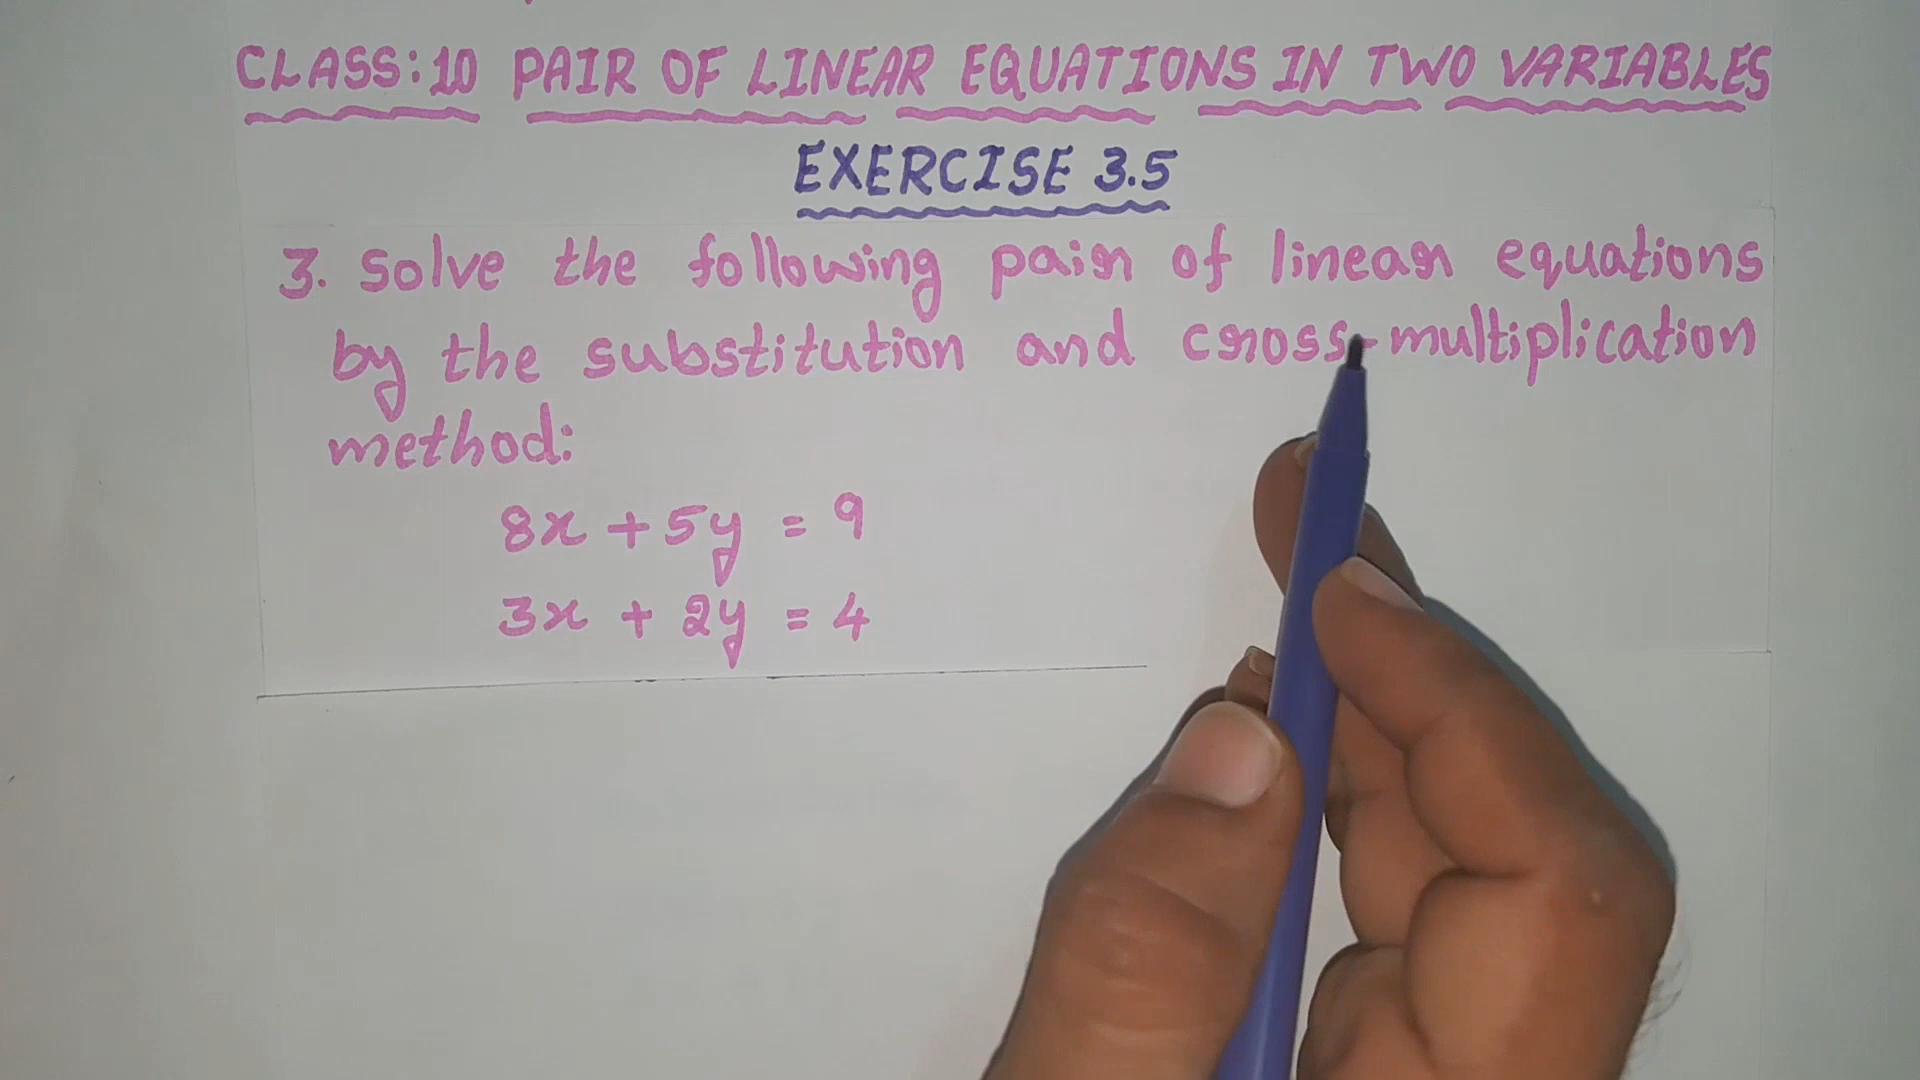 CLASS:10 PAIR OF LINEAR EQUATIONS IN TWO VARIABLES
EXERCISE 3.5
3. Solve the following pair of linear equations
by the substitution and cross-multiplication
method:
8x + 5y = 9
3x + 2y = 4